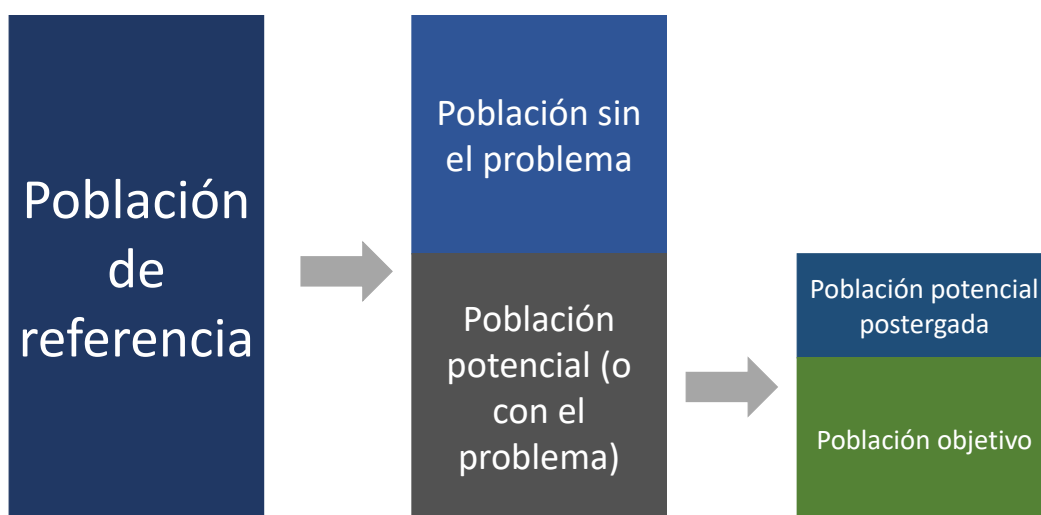 Población
de
referencia
Población sin
el problema
Población
potencial (o
con el
problema)
Población potencial
postergada
Población objetivo